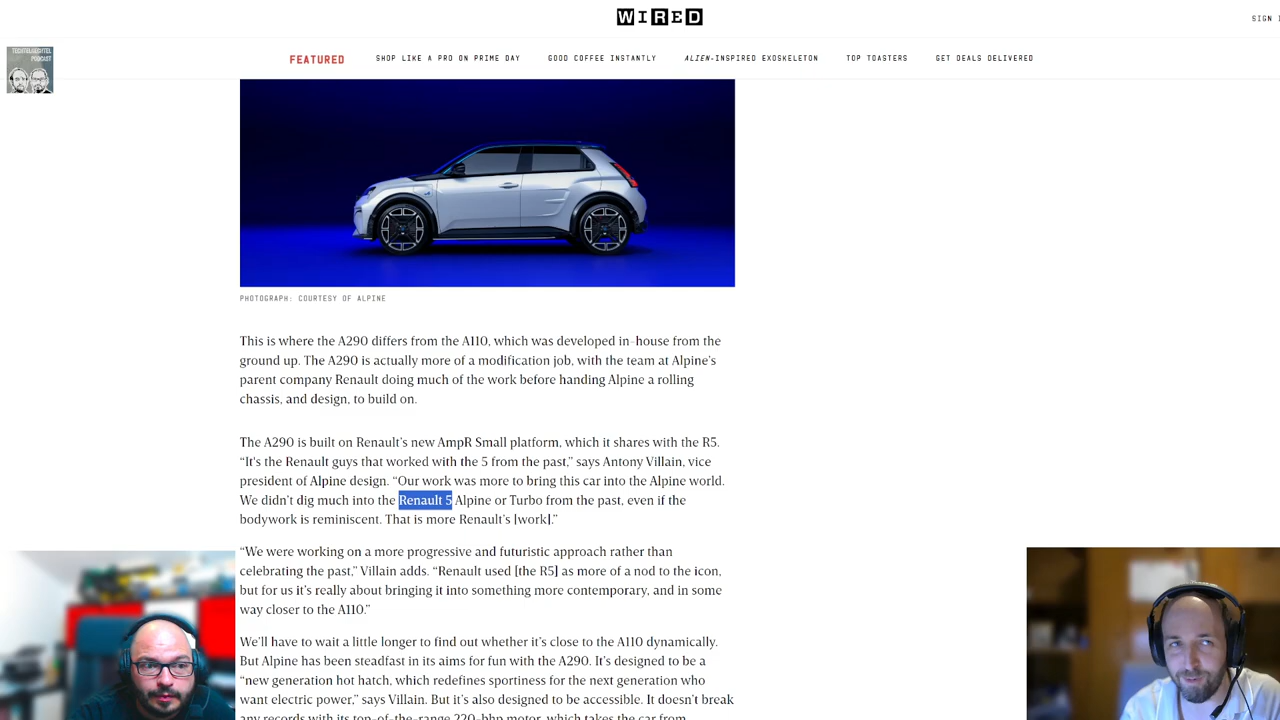 WIRED
SIGN
TECHTELMECHTEL
PODCAST
FEATURED
SHOP LIKE A PRO ON PRIME DAY
GOOD COFFEE INSTANTLY
ALIEN-INSPIRED EXOSKELETON
TOP TOASTERS
GET DEALS DELIVERED
PHOTOGRAPH: COURTESY OF ALPINE
This is where the A290 differs from the A110, which was developed in-house from the
ground up. The A290 is actually more of a modification job, with the team at Alpine’s
parent company Renault doing much of the work before handing Alpine a rolling
chassis, and design, to build on.
The A290 is built on Renault’s new AmpR Small platform, which it shares with the R5.
“It's the Renault guys that worked with the 5 from the past,” says Antony Villain, vice
president of Alpine design. “Our work was more to bring this car into the Alpine world.
We didn’t dig much into the Renault 5 Alpine or Turbo from the past, even if the
bodywork is reminiscent. That is more Renault’s [work].”
“We were working on a more progressive and futuristic approach rather than
celebrating the past,” Villain adds. “Renault used [the R5] as more of a nod to the icon,
but for us it’s really about bringing it into something more contemporary, and in some
way closer to the A110.”
We’ll have to wait a little longer to find out whether it’s close to the A110 dynamically.
But Alpine has been steadfast in its aims for fun with the A290. It’s designed to be a
“new generation hot hatch, which redefines sportiness for the next generation who
want electric power,” says Villain. But it’s also designed to be accessible. It doesn’t break
any records with its top-of-the-range 220-bhp motor, which takes the car from